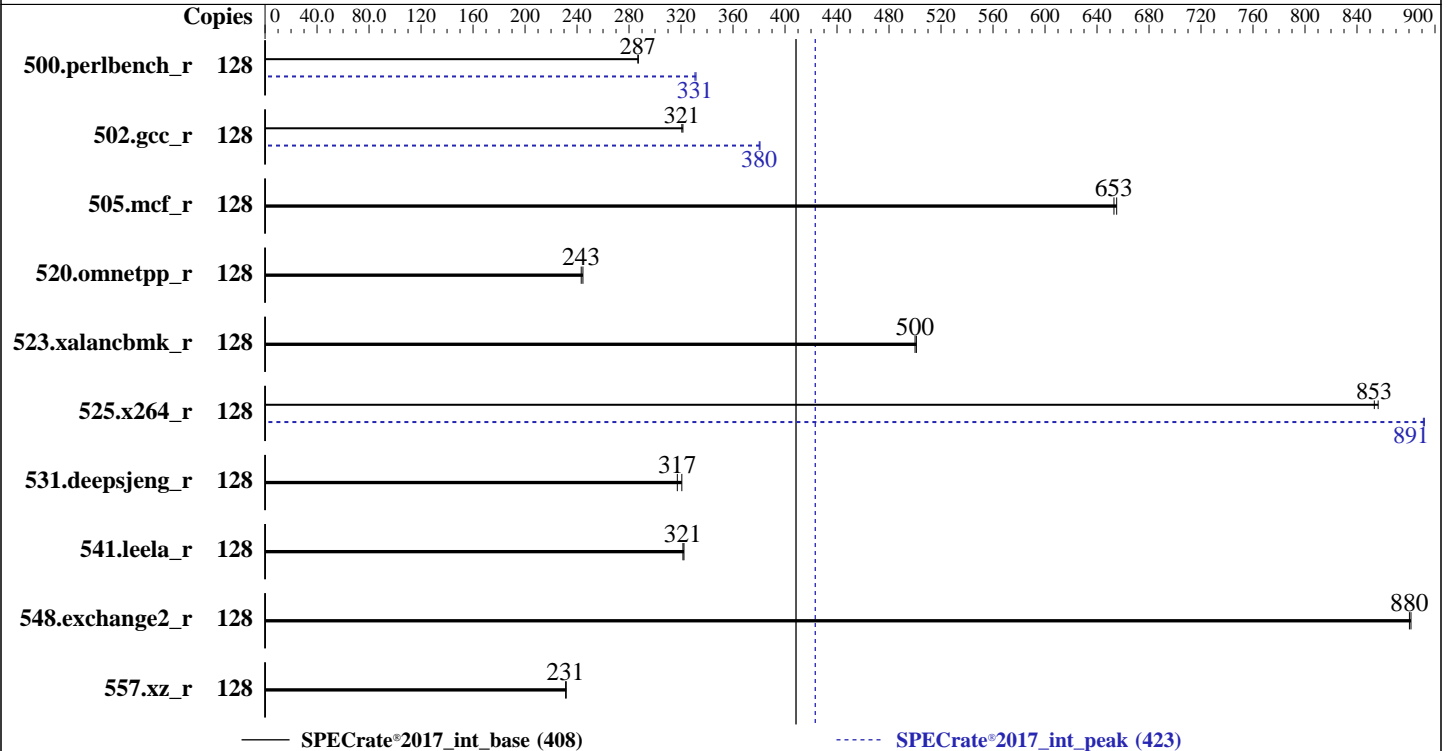 Copies 0 40.0 80.0 120 160 200 240 280 320 360 400 440 480 520 560 600 640 680 720 760 800 840 900
287
500.perlbench_r 128
331
321
502.gcc_r 128
380
653
505.mcf_r 128
243
520.omnetpp_r 128
500
523.xalancbmk_r 128
853
525.x264_r 128
891
317
531.deepsjeng_r 128
321
541.leela_r 128
880
548.exchange2_r 128
231
557.xz_r 128
SPECrate®2017_int_base (408) SPECrate®2017_int_peak (423)